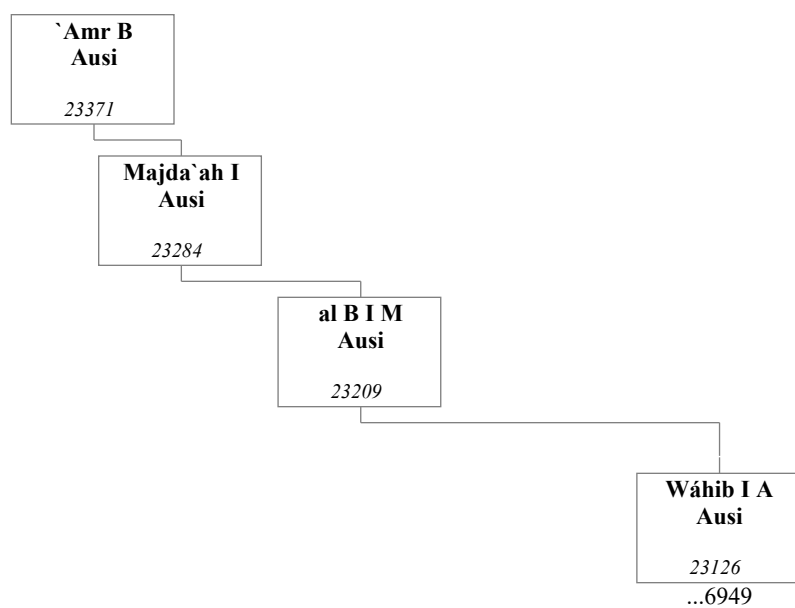 `Amr B
Ausi
23371
Majda`ah I
Ausi
23284
al B I M
Ausi
23209
Wáhib I A
Ausi
23126
...6949